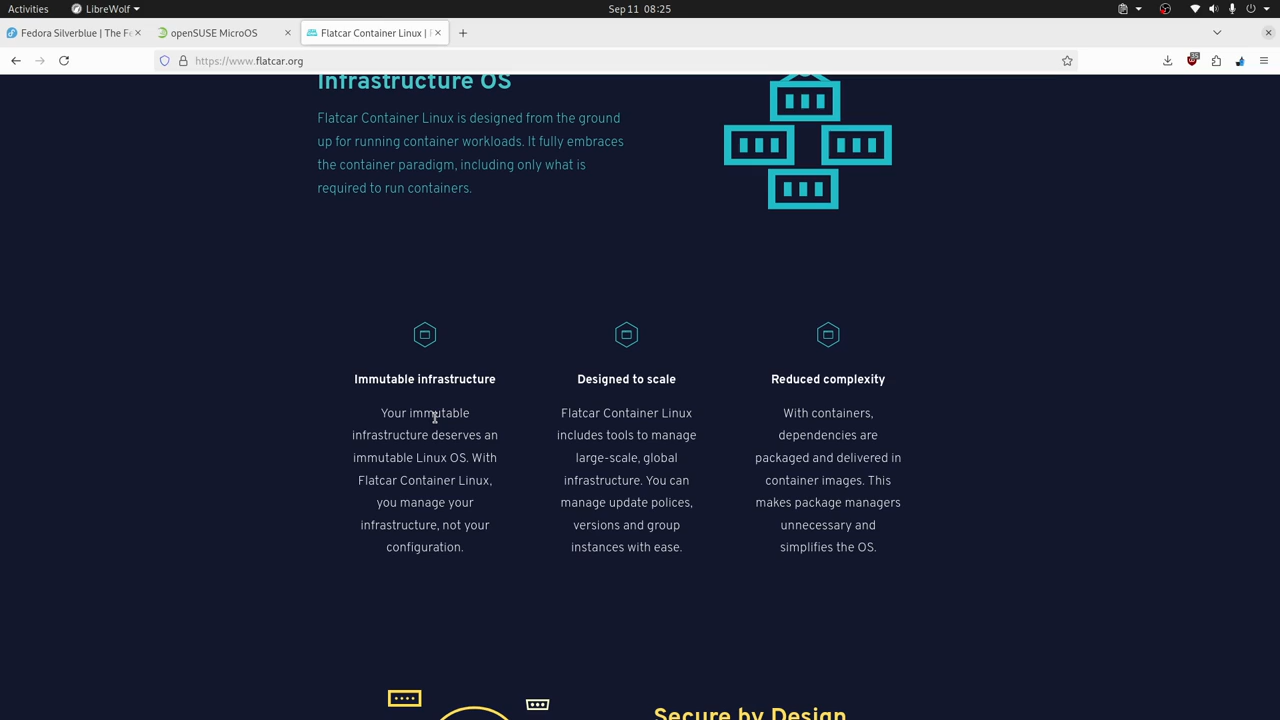 Activities
LibreWolf
Sep 11 08:25
Fedora Silverblue | The Fe
openSUSE MicroOS
Flatcar Container Linux |
https://www.flatcar.org
35
Infrastructure OS
Flatcar Container Linux is designed from the ground
up for running container workloads. It fully embraces
the container paradigm, including only what is
required to run containers.
Immutable infrastructure
Your immutable
infrastructure deserves an
immutable Linux OS. With
Flatcar Container Linux,
you manage your
infrastructure, not your
configuration.
Designed to scale
Flatcar Container Linux
includes tools to manage
large-scale, global
infrastructure. You can
manage update polices,
versions and group
instances with ease.
Reduced complexity
With containers,
dependencies are
packaged and delivered in
container images. This
makes package managers
unnecessary and
simplifies the OS.
Secure by Design